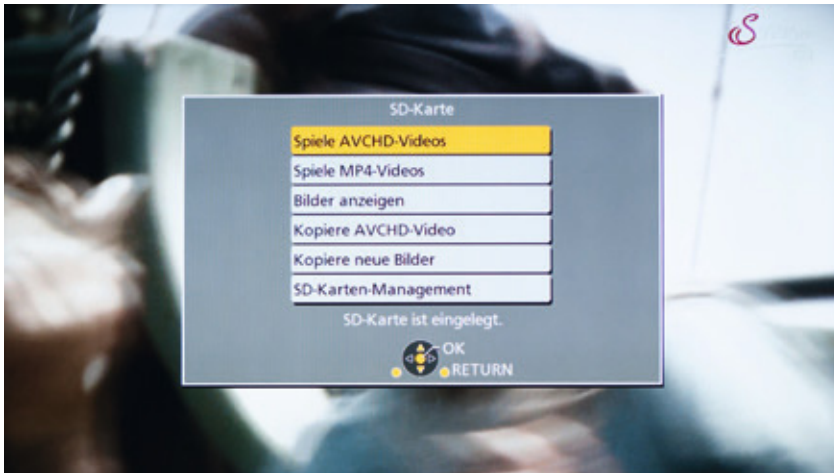 SD-Karte
Spiele AVCHD-Videos
Spiele MP4-Videos
Bilder anzeigen
Kopiere AVCHD-Video
Kopiere neue Bilder
SD-Karten-Management
SD-Karte ist eingelegt.
OK
RETURN